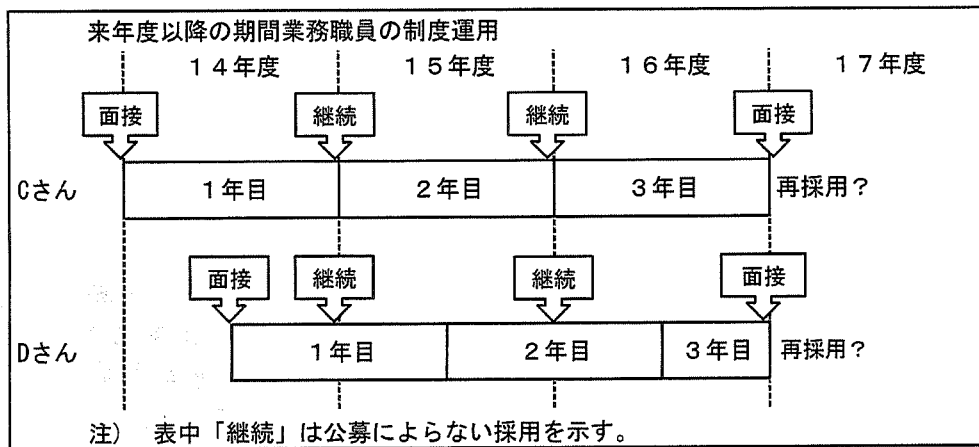 来年度以降の期間業務職員の制度運用
14年度 15年度 16年度 17年度
面接 継続 継続 面接
Cさん 1年目 2年目 3年目 再採用?
面接 継続 継続 面接
Dさん 1年目 2年目 3年目 再採用?
注) 表中「継続」は公募によらない採用を示す。